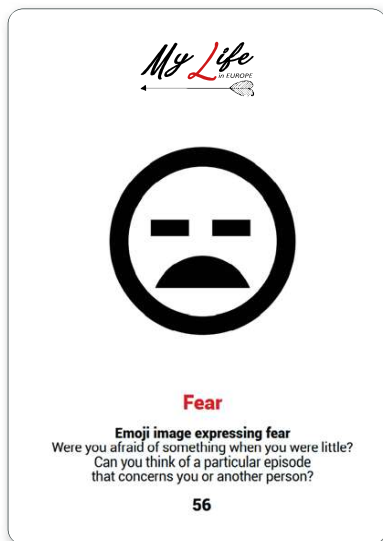 My Life
in EUROPE
Fear
Emoji image expressing fear
Were you afraid of something when you were little?
Can you think of a particular episode
that concerns you or another person?
56